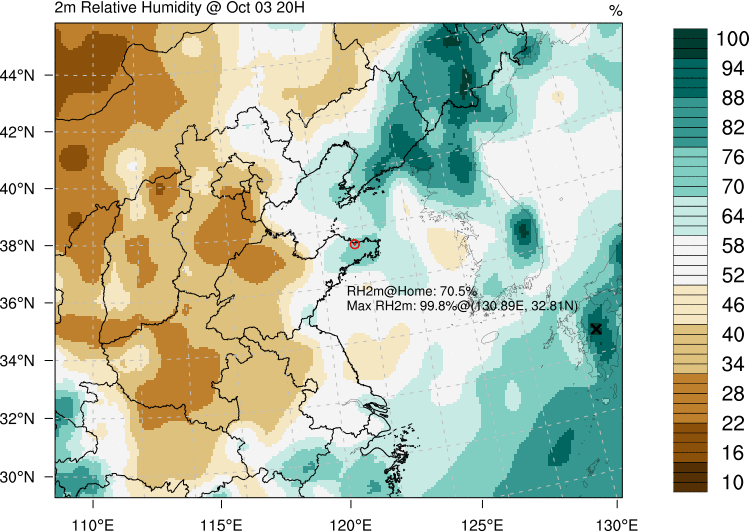 2m Relative Humidity @ Oct 03 20H
%
44°N
42°N
40°N
38°N
36°N
34°N
32°N
30°N
110°E
115°E
120°E
125°E
130°E
RH2m@Home: 70.5%
Max RH2m: 99.8%@(130.89E, 32.81N)
100
94
88
82
76
70
64
58
52
46
40
34
28
22
16
10